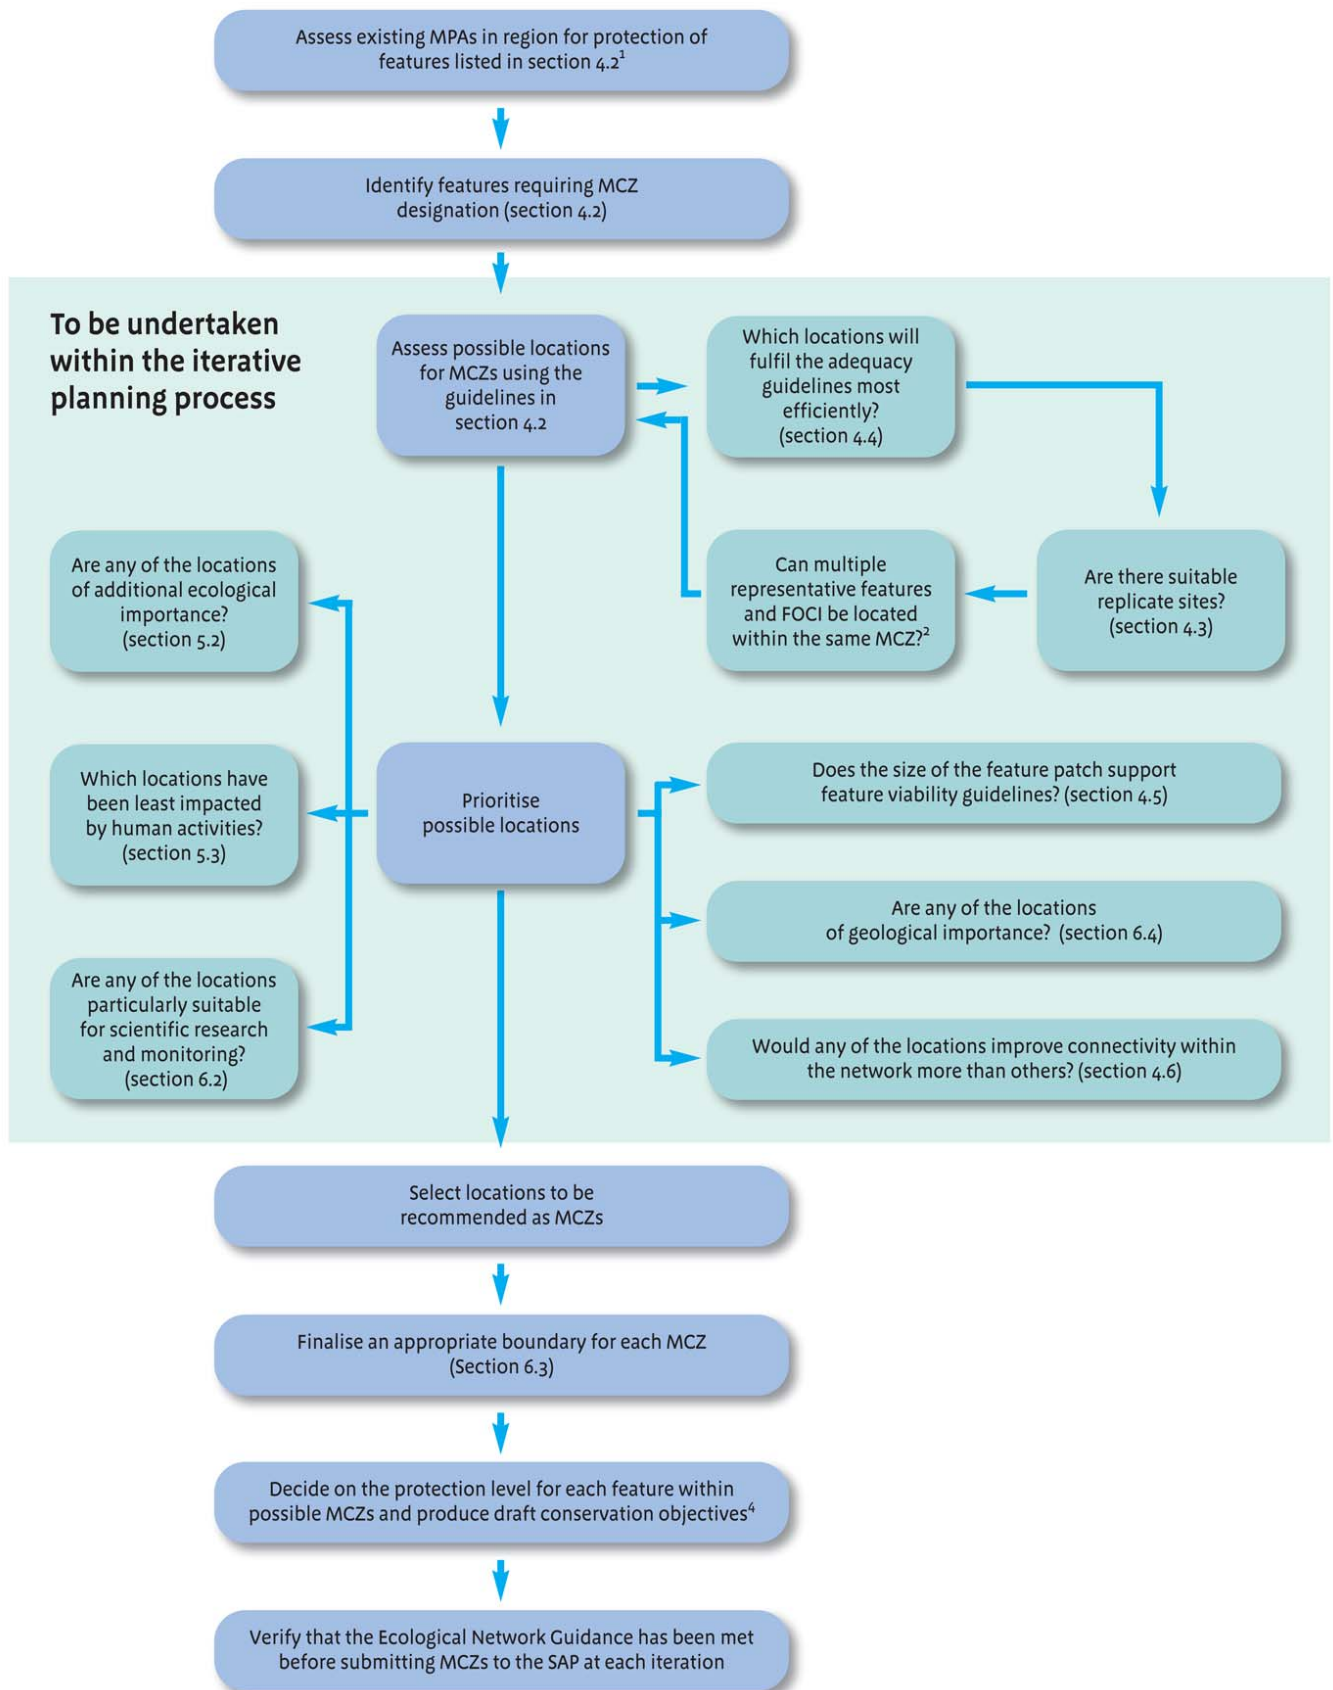 Assess existing MPAs in region for protection of
features listed in section 4.2¹
Identify features requiring MCZ
designation (section 4.2)
To be undertaken
within the iterative
planning process
Assess possible locations
for MCZs using the
guidelines in
section 4.2
Which locations will
fulfil the adequacy
guidelines most
efficiently?
(section 4.4)
Are there suitable
replicate sites?
(section 4.3)
Can multiple
representative features
and FOCI be located
within the same MCZ?²
Are any of the locations
of additional ecological
importance?
(section 5.2)
Which locations have
been least impacted
by human activities?
(section 5.3)
Are any of the locations
particularly suitable
for scientific research
and monitoring?
(section 6.2)
Prioritise
possible locations
Does the size of the feature patch support
feature viability guidelines? (section 4.5)
Are any of the locations
of geological importance? (section 6.4)
Would any of the locations improve connectivity within
the network more than others? (section 4.6)
Select locations to be
recommended as MCZs
Finalise an appropriate boundary for each MCZ
(Section 6.3)
Decide on the protection level for each feature within
possible MCZs and produce draft conservation objectives⁴
Verify that the Ecological Network Guidance has been met
before submitting MCZs to the SAP at each iteration